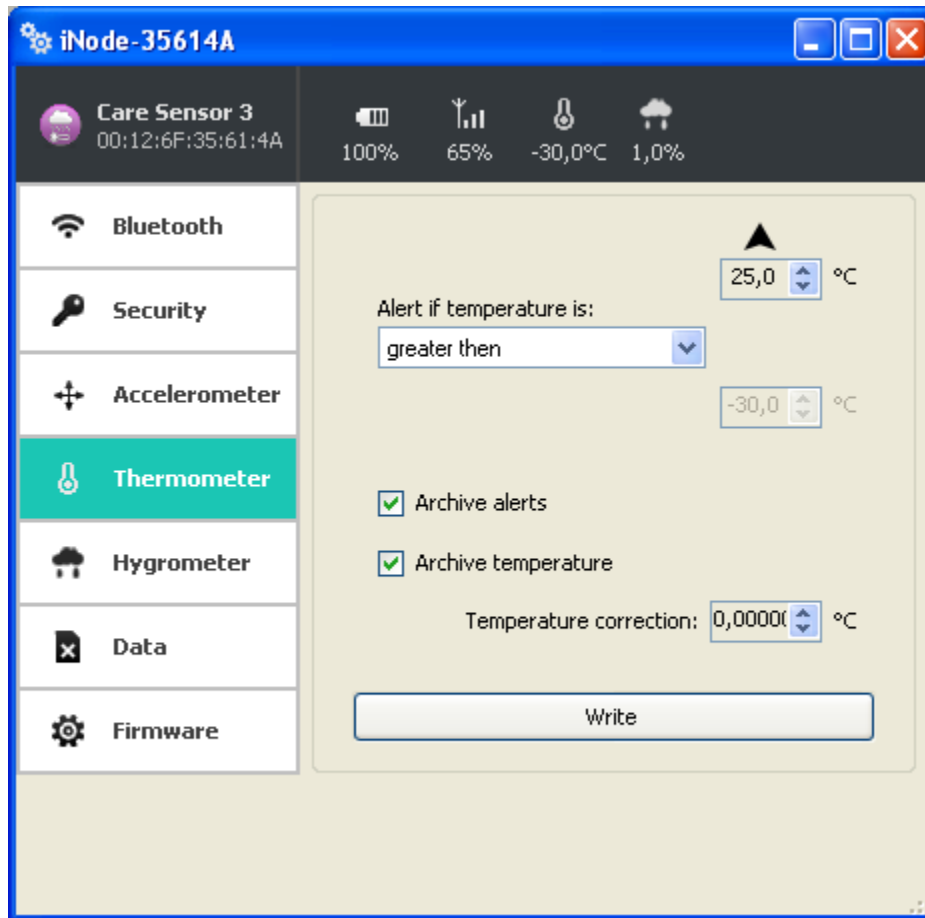 iNode-35614A
Care Sensor 3
00:12:6F:35:61:4A
100% 65% -30,0°C 1,0%
Bluetooth
Security
Accelerometer
Thermometer
Hygrometer
Data
Firmware
25,0 °C
Alert if temperature is:
greater then
-30,0 °C
Archive alerts
Archive temperature
Temperature correction: 0,0000 °C
Write